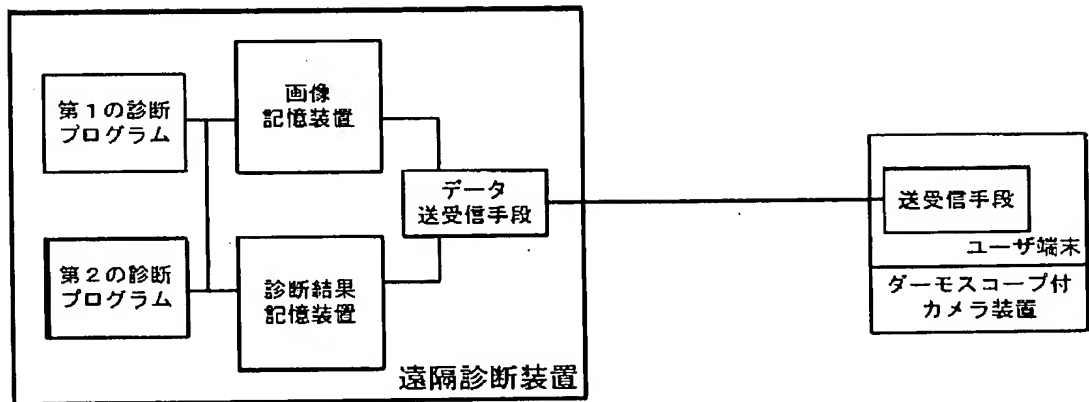 第１の診断
プログラム
画像
記憶装置
データ
送受信手段
第２の診断
プログラム
診断結果
記憶装置
遠隔診断装置
送受信手段
ユーザ端末
ダーモスコープ付
カメラ装置